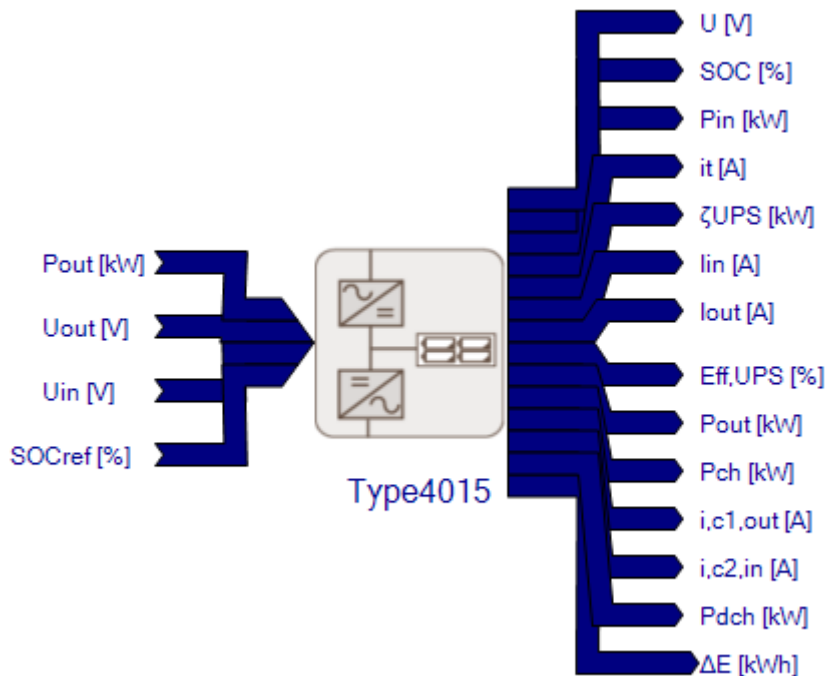 Pout [kW]
Uout [V]
Uin [V]
SOCref [%]
Type4015
U [V]
SOC [%]
Pin [kW]
it [A]
ζUPS [kW]
Iin [A]
Iout [A]
Eff,UPS [%]
Pout [kW]
Pch [kW]
i,c1,out [A]
i,c2,in [A]
Pdch [kW]
ΔE [kWh]